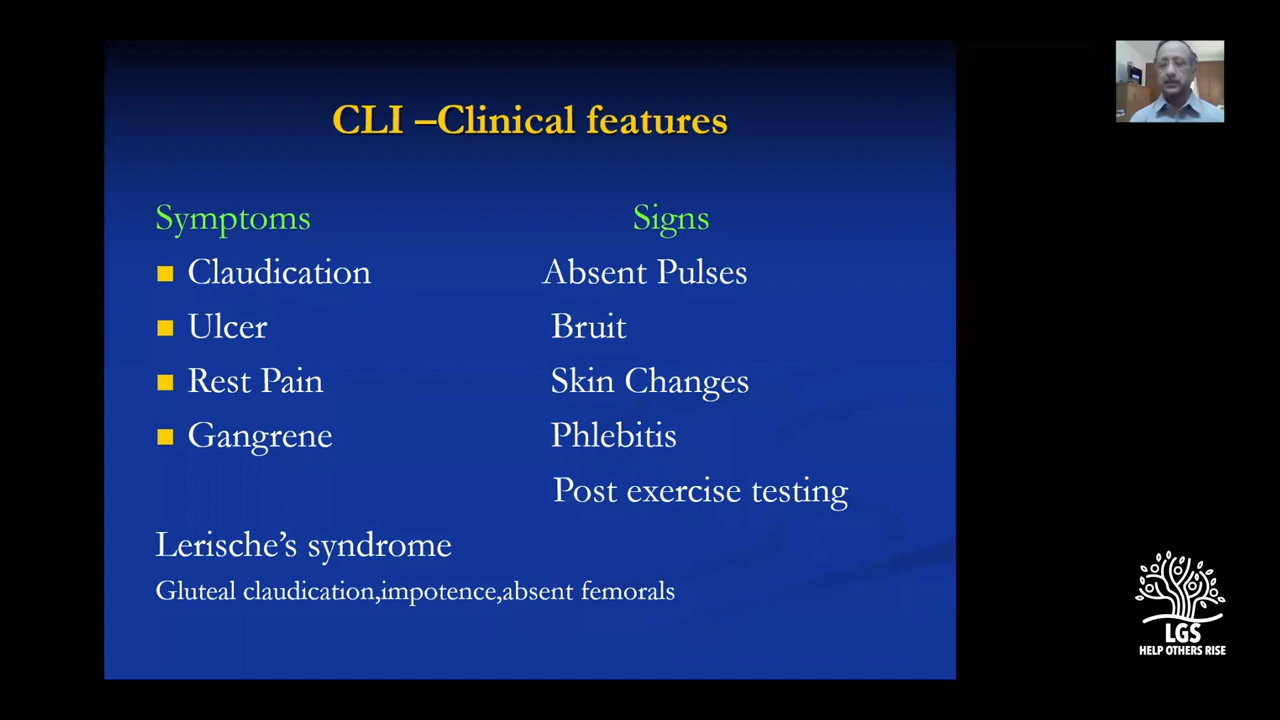 CLI –Clinical features
Symptoms Signs
Claudication Absent Pulses
Ulcer Bruit
Rest Pain Skin Changes
Gangrene Phlebitis
Post exercise testing
Lerische’s syndrome
Gluteal claudication,impotence,absent femorals
LGS
HELP OTHERS RISE